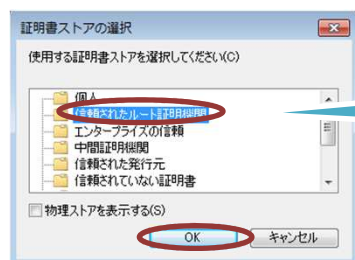 証明書ストアの選択
使用する証明書ストアを選択してください(C)
個人
信頼されたルート証明機関
エンタープライズの信頼
中間証明機関
信頼された発行元
信頼されていない証明書
物理ストアを表示する(S)
OK キャンセル